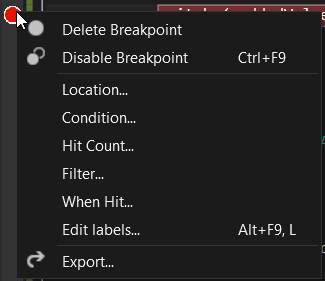 Delete Breakpoint
Disable Breakpoint Ctrl+F9
Location...
Condition...
Hit Count...
Filter...
When Hit...
Edit labels... Alt+F9, L
Export...